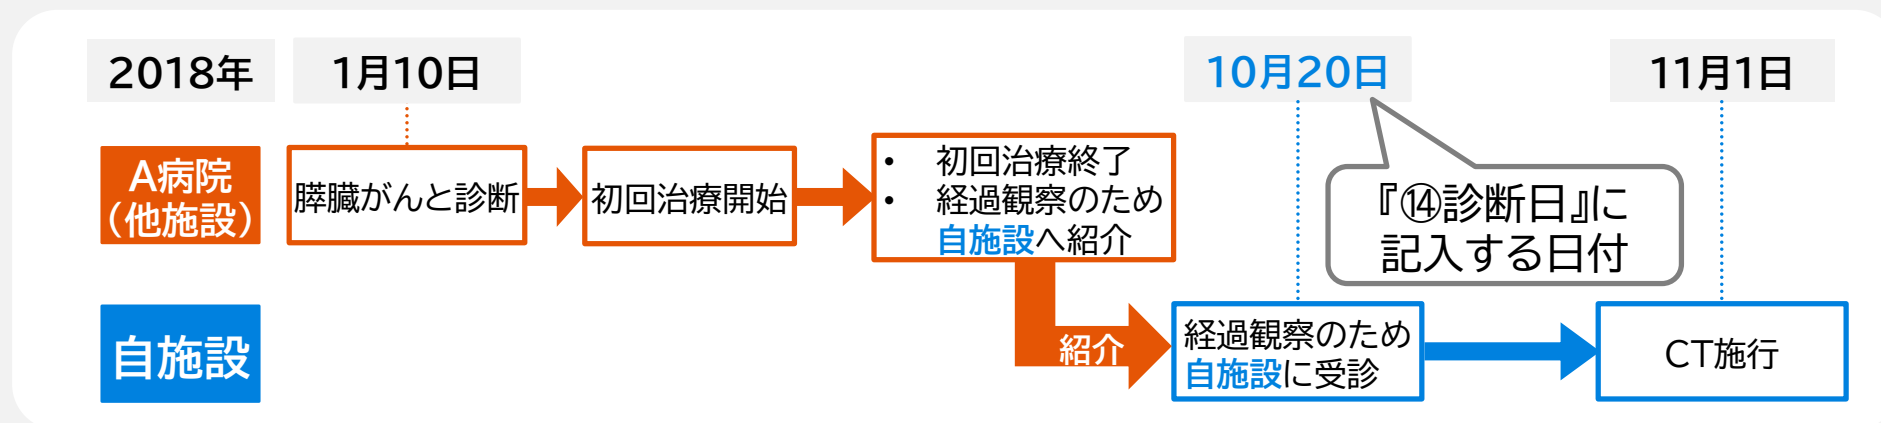 2018年
1月10日
10月20日
11月1日
A病院
(他施設)
膵臓がんと診断
初回治療開始
• 初回治療終了
• 経過観察のため
自施設へ紹介
『⑭診断日』に
記入する日付
自施設
紹介
経過観察のため
自施設に受診
CT施行